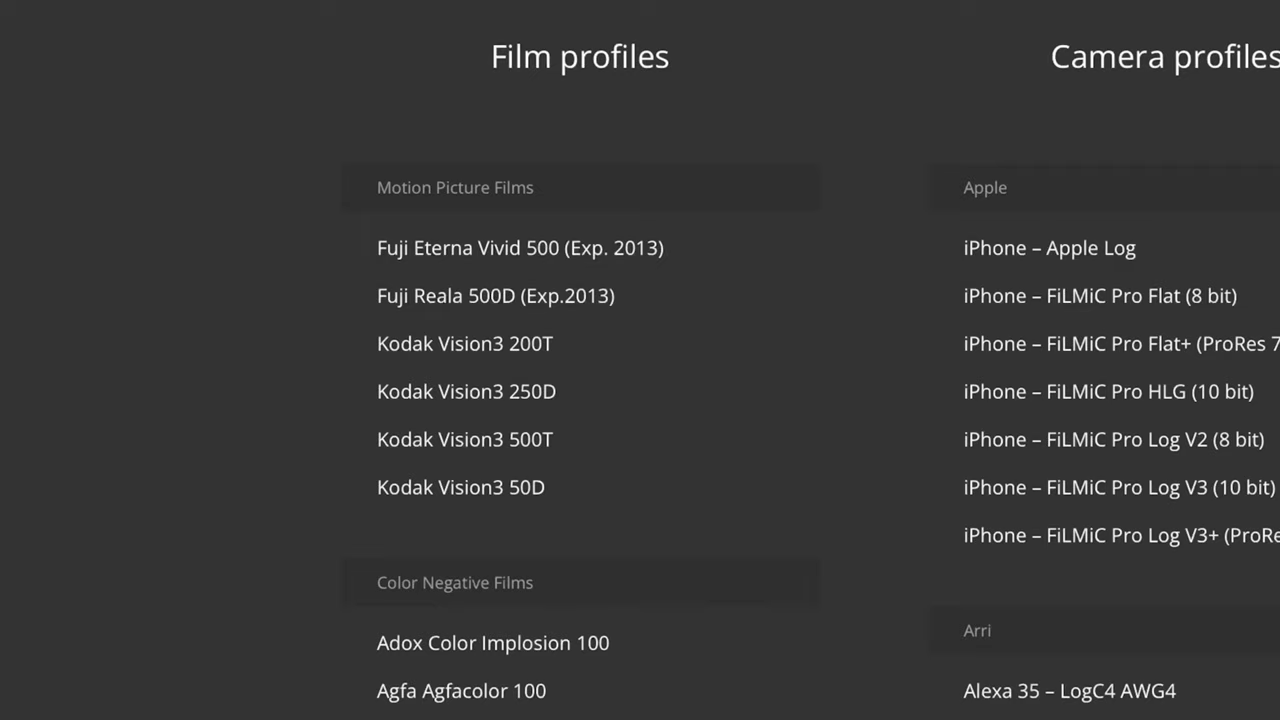 Film profiles
Motion Picture Films
Fuji Eterna Vivid 500 (Exp. 2013)
Fuji Reala 500D (Exp.2013)
Kodak Vision3 200T
Kodak Vision3 250D
Kodak Vision3 500T
Kodak Vision3 50D
Color Negative Films
Adox Color Implosion 100
Agfa Agfacolor 100
Camera profiles
Apple
iPhone – Apple Log
iPhone – FiLMiC Pro Flat (8 bit)
iPhone – FiLMiC Pro Flat+ (ProRes 7
iPhone – FiLMiC Pro HLG (10 bit)
iPhone – FiLMiC Pro Log V2 (8 bit)
iPhone – FiLMiC Pro Log V3 (10 bit)
iPhone – FiLMiC Pro Log V3+ (ProRe
Arri
Alexa 35 – LogC4 AWG4